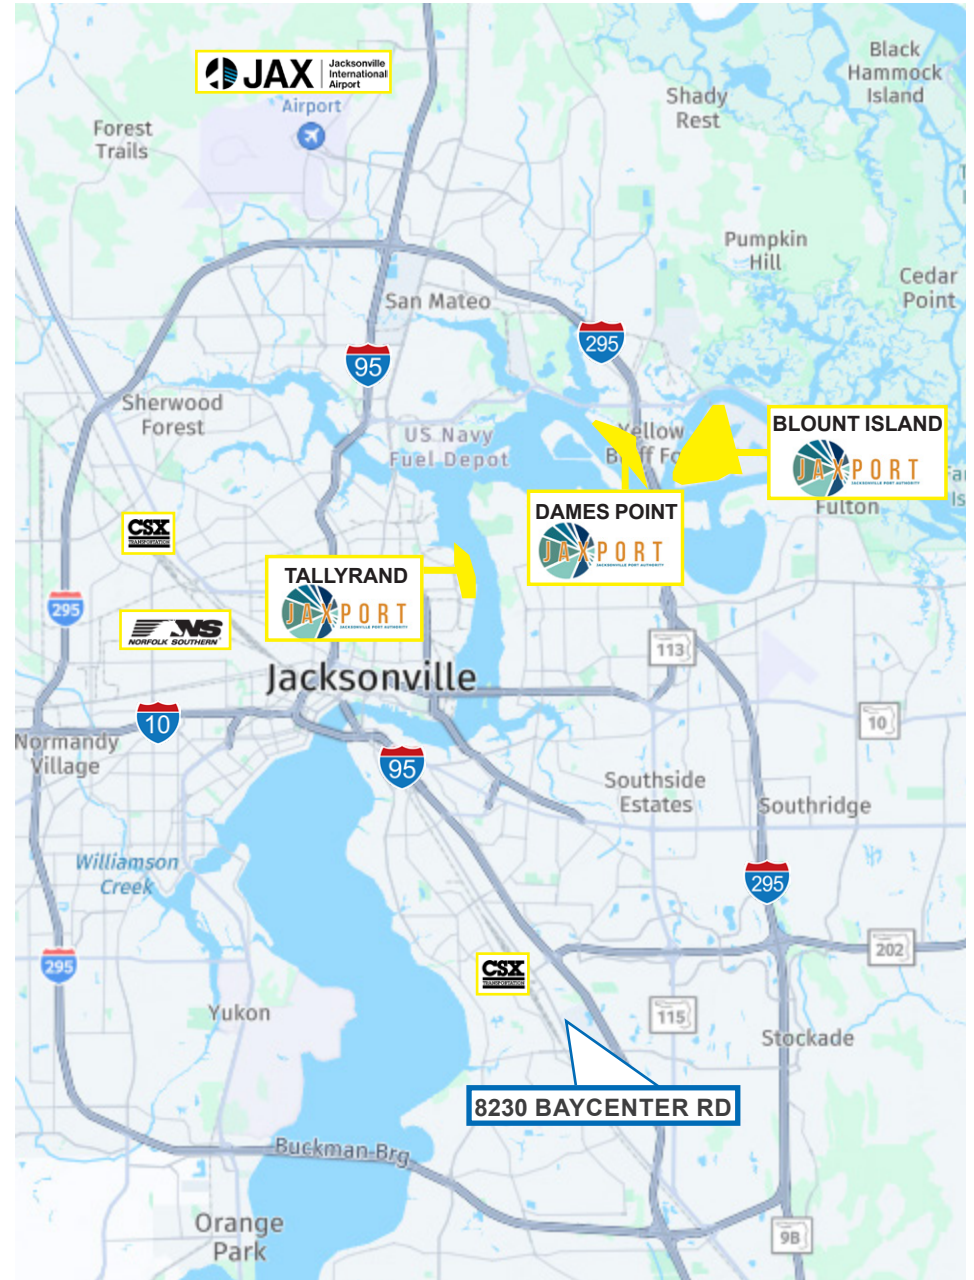 JAX
Jacksonville
International
Airport
Airport
Black
Hammock
Island
Shady
Rest
Forest
Trails
Pumpkin
Hill
Cedar
Point
San Mateo
295
95
Sherwood
Forest
US Navy
Fuel Depot
Yellow
BLOUNT ISLAND
JAXPORT
JACKSONVILLE PORT AUTHORITY
Fulton
DAMES POINT
JAXPORT
JACKSONVILLE PORT AUTHORITY
CSX
TRANSPORTATION
TALLYRAND
JAXPORT
JACKSONVILLE PORT AUTHORITY
295
NS
NORFOLK SOUTHERN
113
Jacksonville
10
10
Normandy
Village
95
Southside
Estates
Southridge
Williamson
Creek
295
202
295
CSX
TRANSPORTATION
Yukon
115
Stockade
8230 BAYCENTER RD
Buckman Brg
Orange
Park
9B